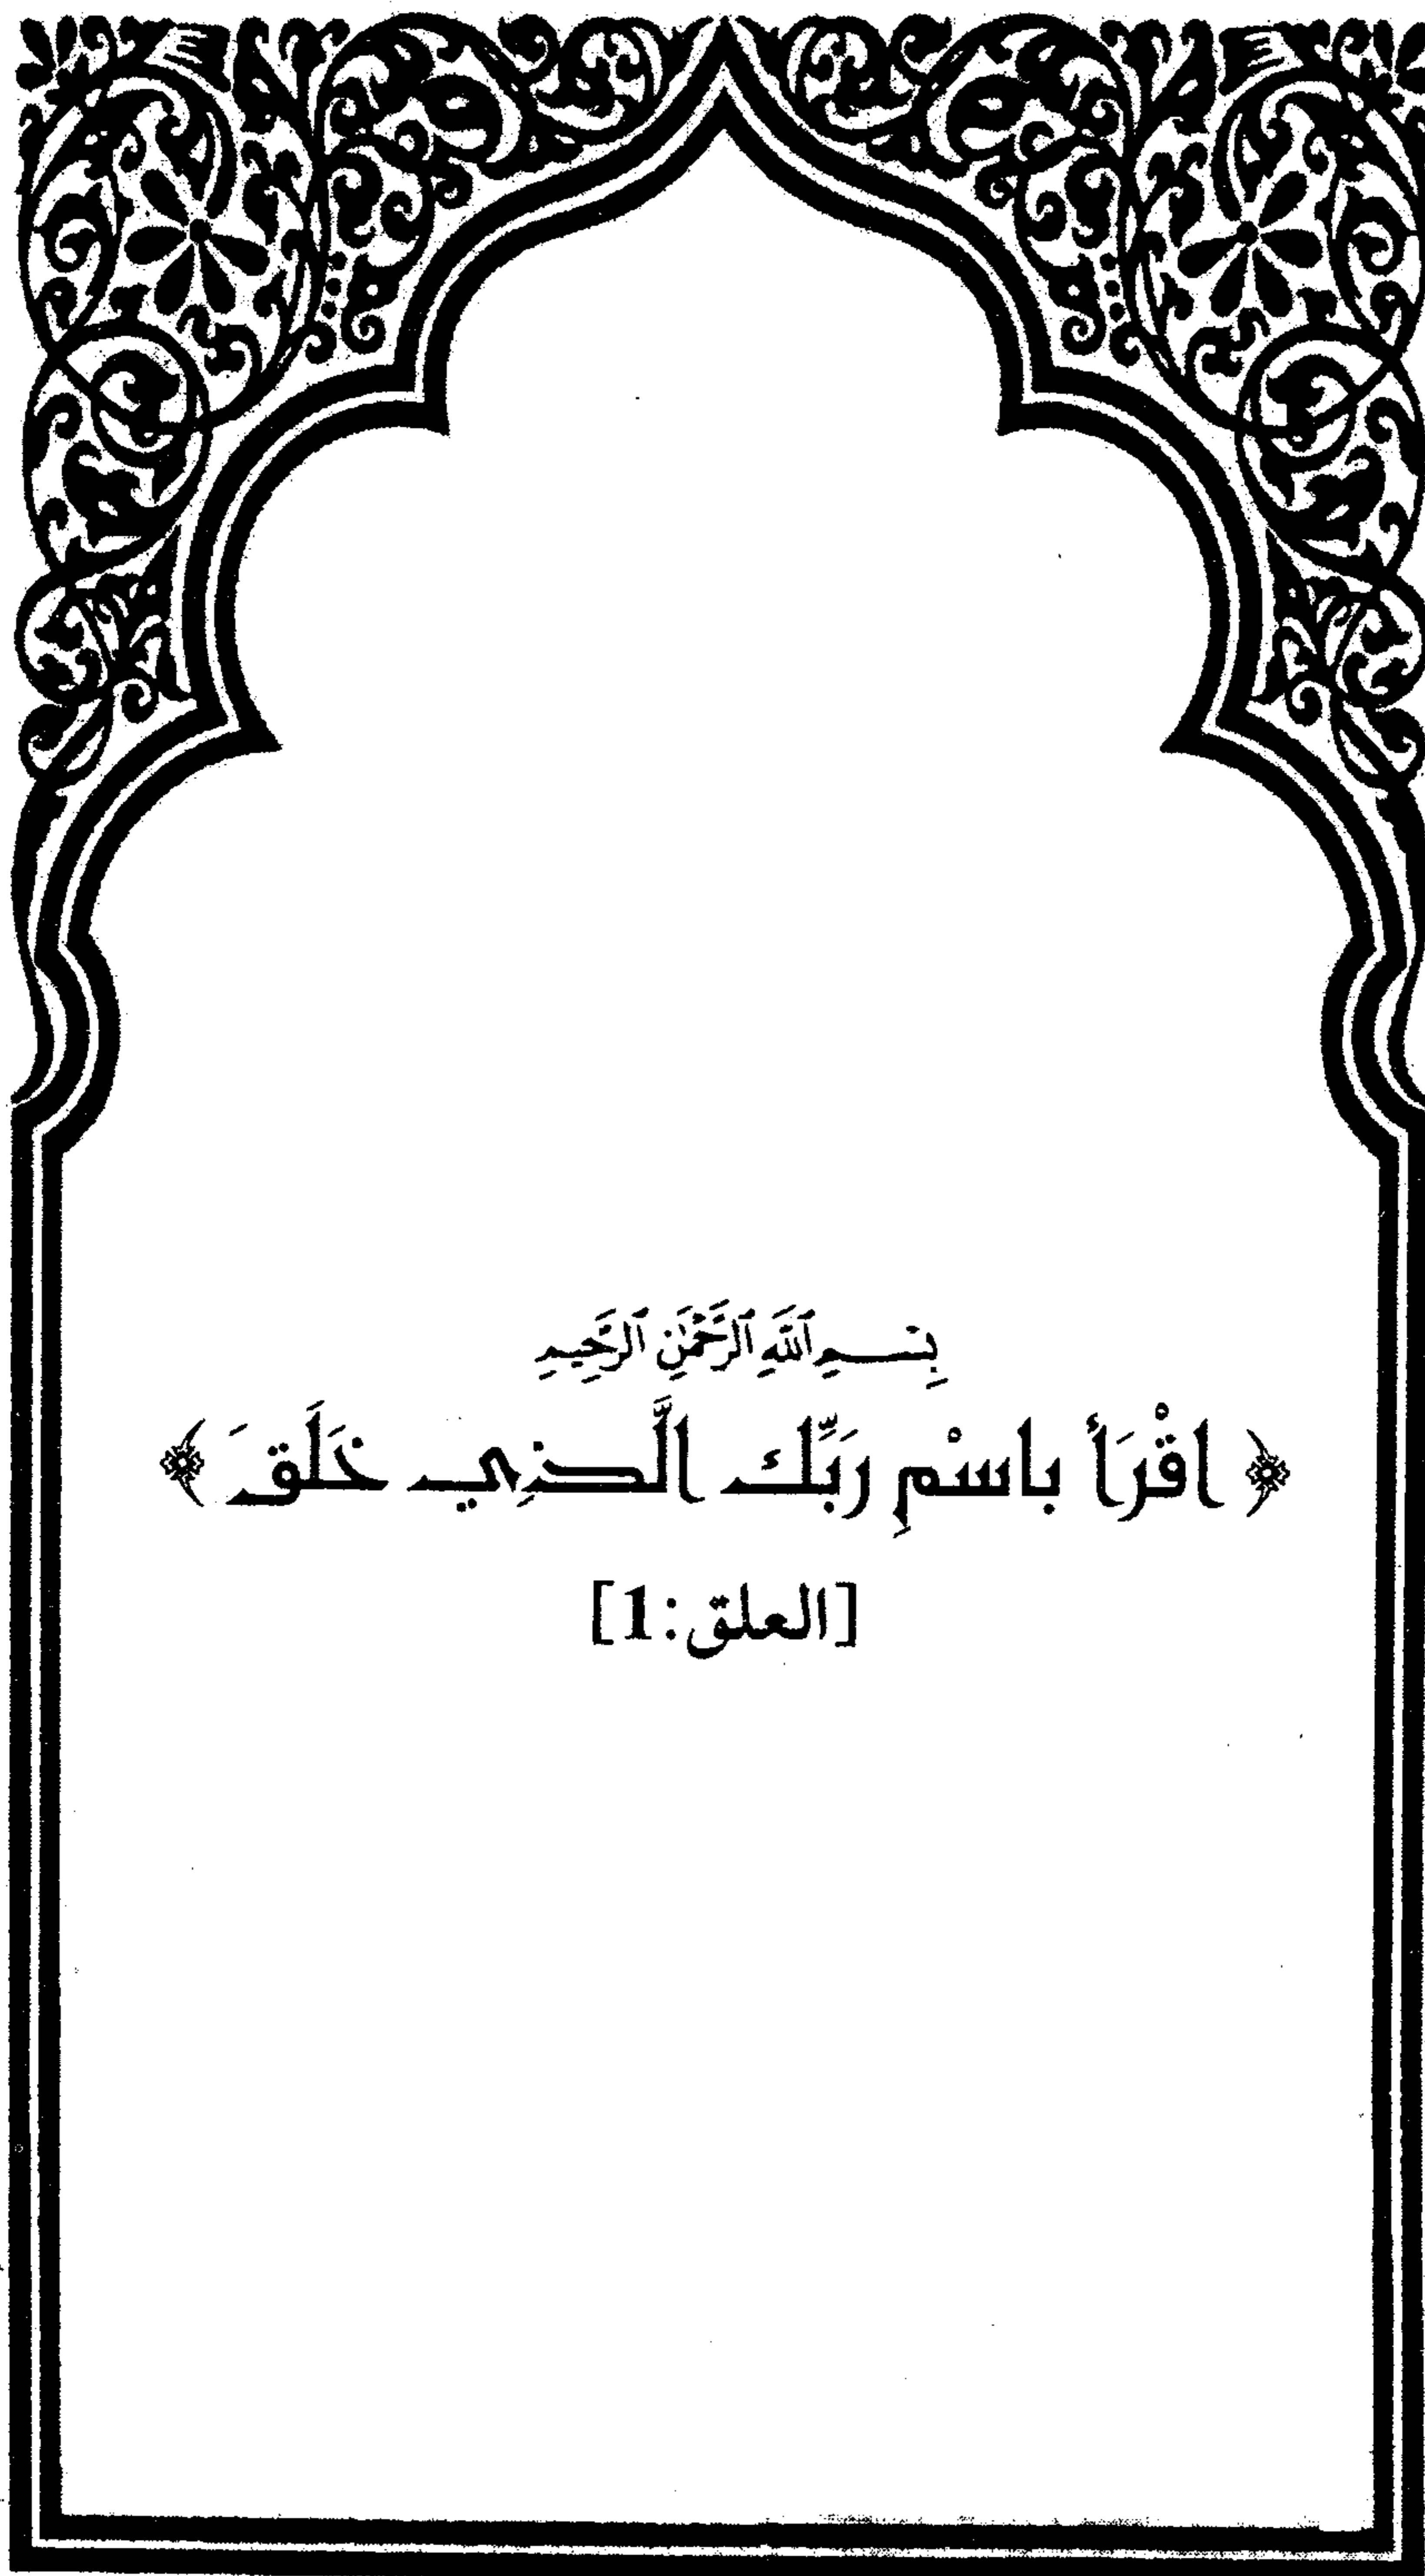 بِسْمِ ٱللَّهِ ٱلرَّحْمَٰنِ ٱلرَّحِيمِ
﴿ اقْرَأْ باسْمِ رَبِّك الَّذِي خَلَقَ ﴾
[العلق:1]